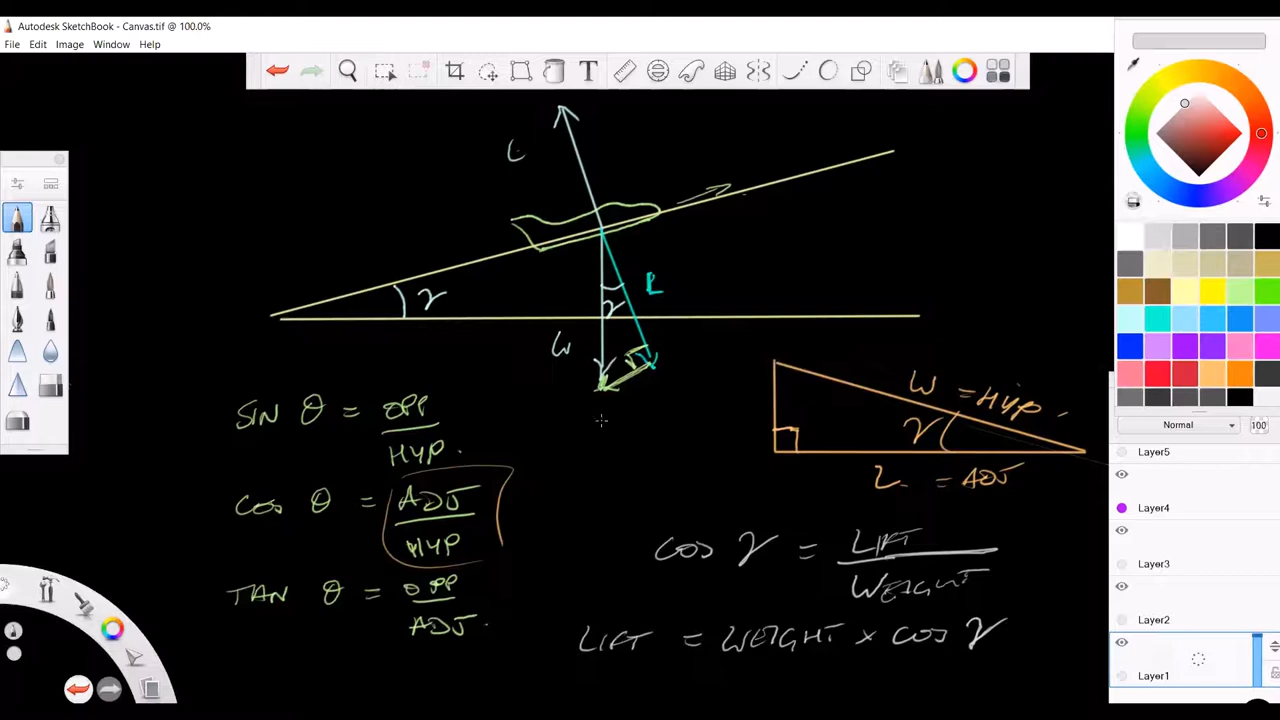 Autodesk SketchBook - Canvas.tif @ 100.0%
File Edit Image Window Help
L
γ
L
γ
W
W = HYP
γ
L = ADJ
SIN θ = OPP
HYP.
COS θ = ADJ
HYP
TAN θ = OPP
ADJ.
COS γ = LIFT
WEIGHT
LIFT = WEIGHT x COS γ
Normal 100
Layer5
Layer4
Layer3
Layer2
Layer1